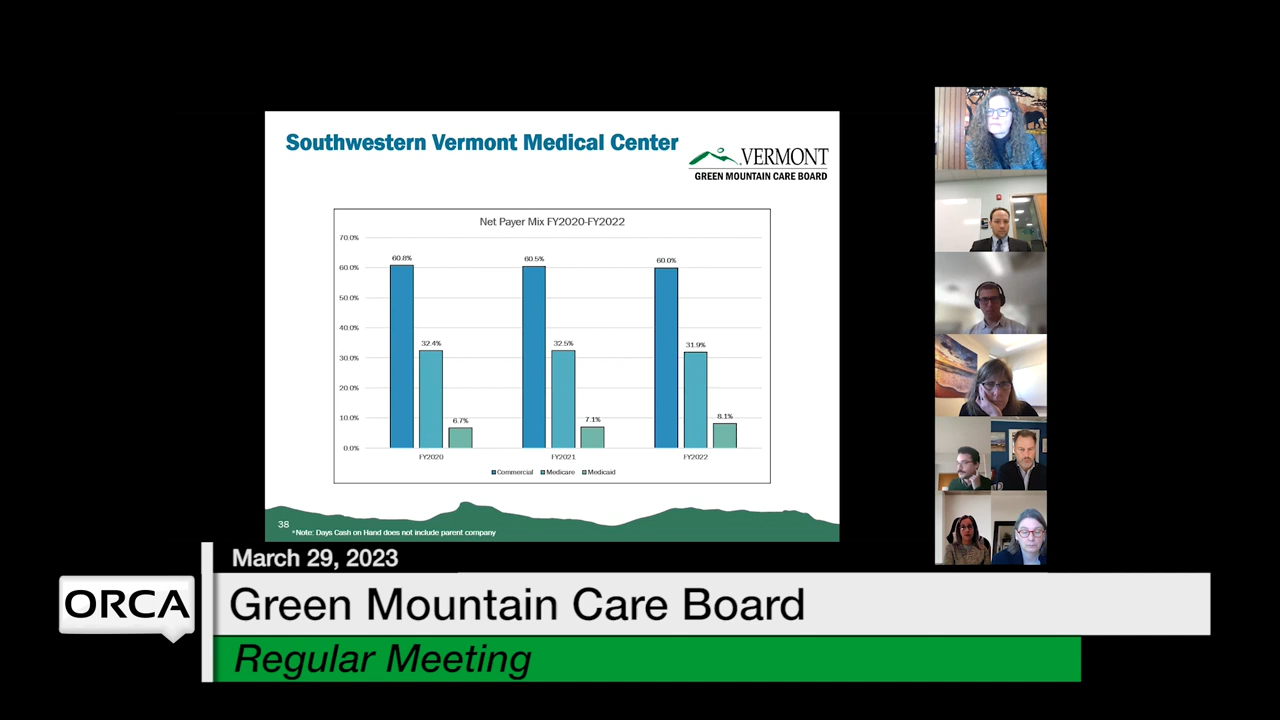 Southwestern Vermont Medical Center
VERMONT
GREEN MOUNTAIN CARE BOARD
Net Payer Mix FY2020-FY2022
70.0%
60.0%
50.0%
40.0%
30.0%
20.0%
10.0%
0.0%
60.8%
32.4%
6.7%
60.5%
32.5%
7.1%
60.0%
31.9%
8.1%
FY2020
FY2021
FY2022
Commercial Medicare Medicaid
38
*Note: Days Cash on Hand does not include parent company
March 29, 2023
ORCA
Green Mountain Care Board
Regular Meeting